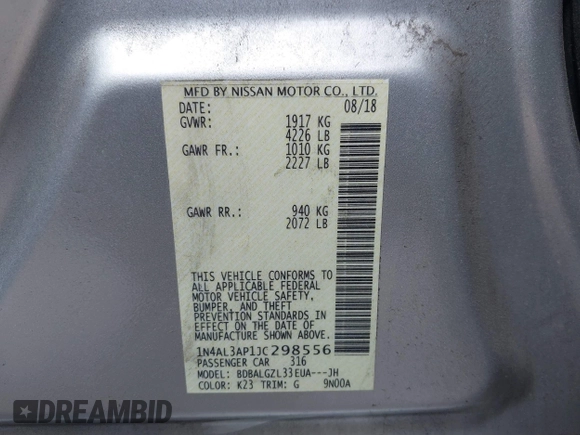 MFD BY NISSAN MOTOR CO., LTD.
DATE: 08/18
GVWR: 1917 KG
4226 LB
GAWR FR.: 1010 KG
2227 LB
GAWR RR.: 940 KG
2072 LB
THIS VEHICLE CONFORMS TO
ALL APPLICABLE FEDERAL
MOTOR VEHICLE SAFETY,
BUMPER, AND THEFT
PREVENTION STANDARDS IN
EFFECT ON THE DATE OF
MANUFACTURE SHOWN ABOVE.
1N4AL3AP1JC298556
PASSENGER CAR 316
MODEL: BDBALGZL33EUA---JH
COLOR: K23 TRIM: G 9N00A
DREAMBID